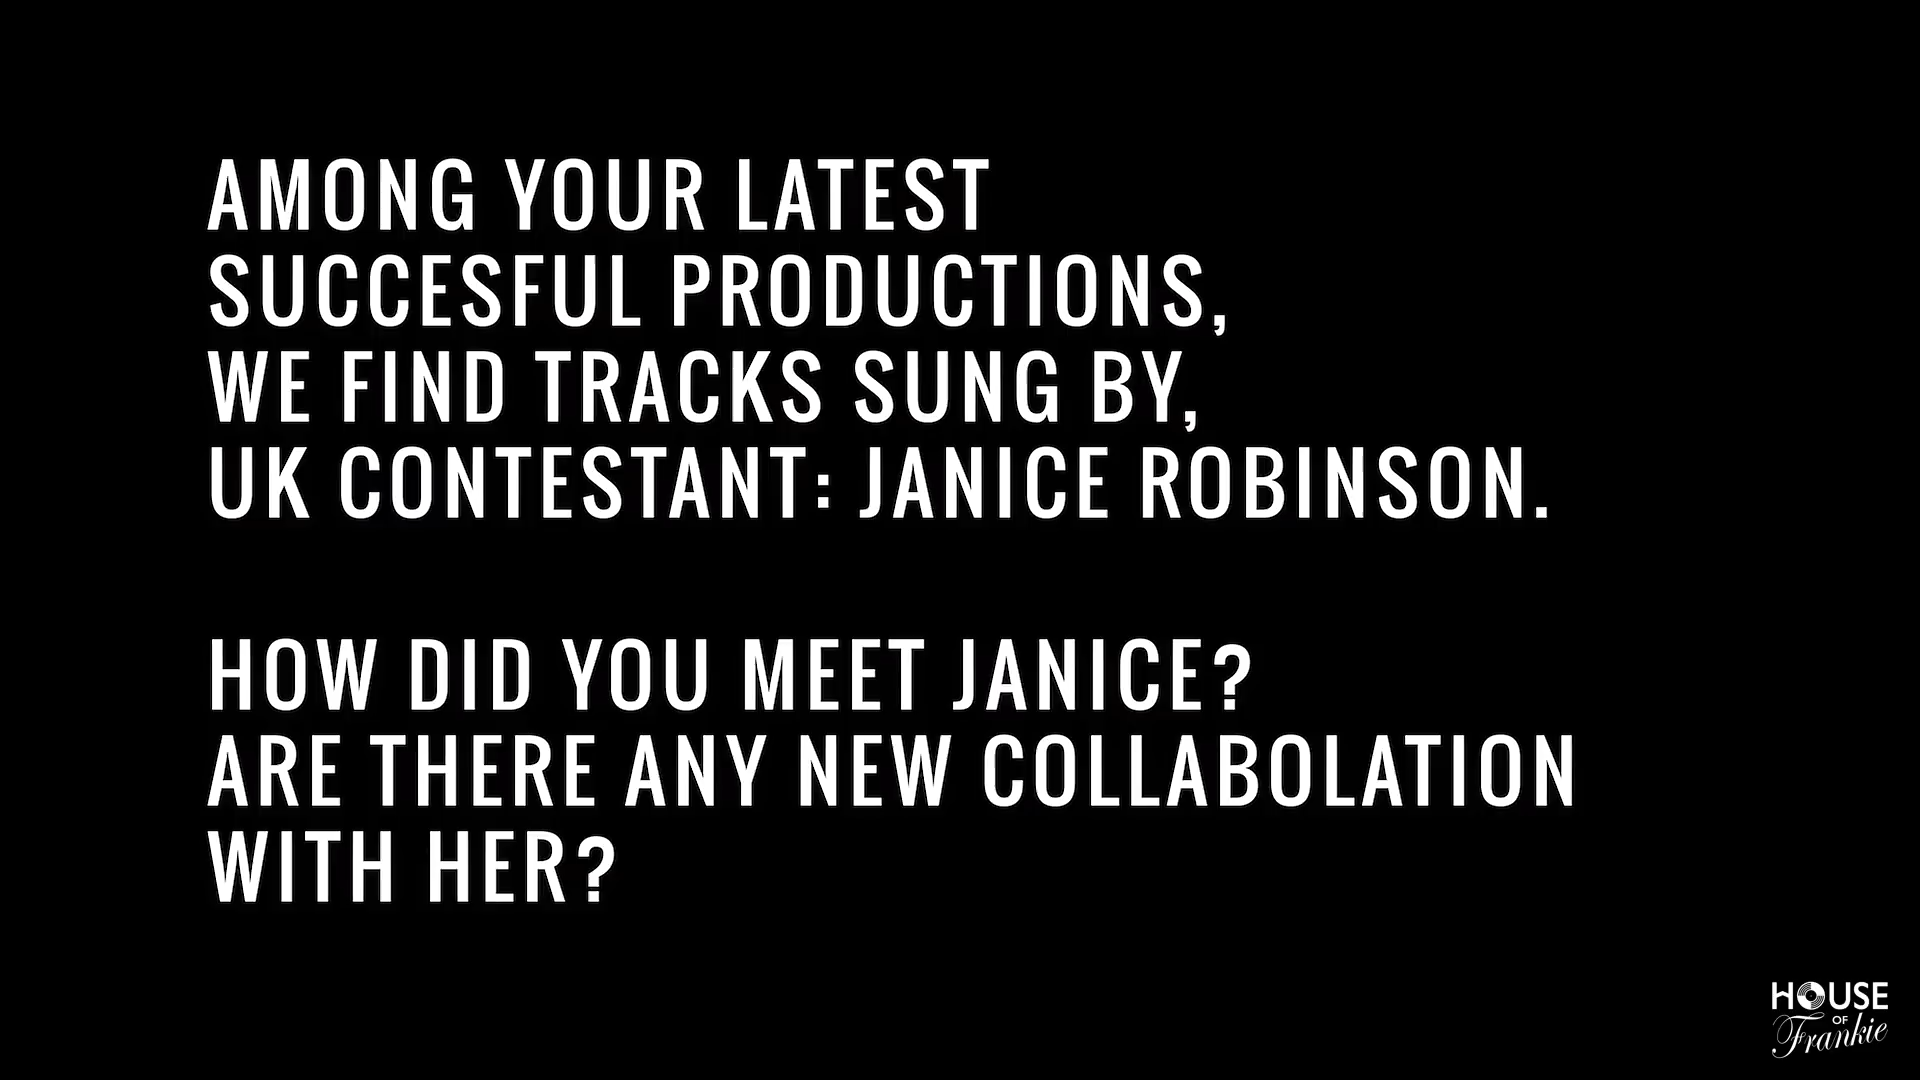 AMONG YOUR LATEST
SUCCESFUL PRODUCTIONS,
WE FIND TRACKS SUNG BY,
UK CONTESTANT: JANICE ROBINSON.
HOW DID YOU MEET JANICE?
ARE THERE ANY NEW COLLABOLATION
WITH HER?
HOUSE
OF
Frankie